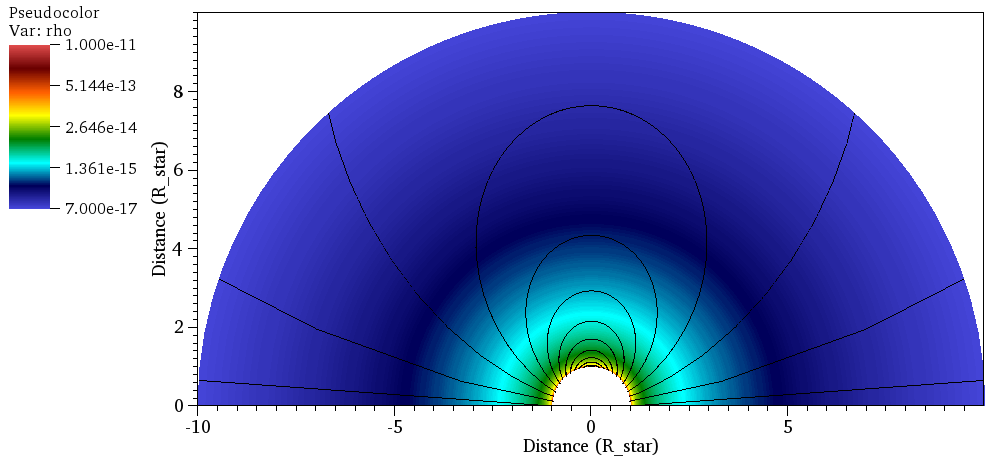 Pseudocolor
Var: rho
1.000e-11
5.144e-13
2.646e-14
1.361e-15
7.000e-17
Distance (R_star)
8
6
4
2
0
-10
-5
0
5
Distance (R_star)